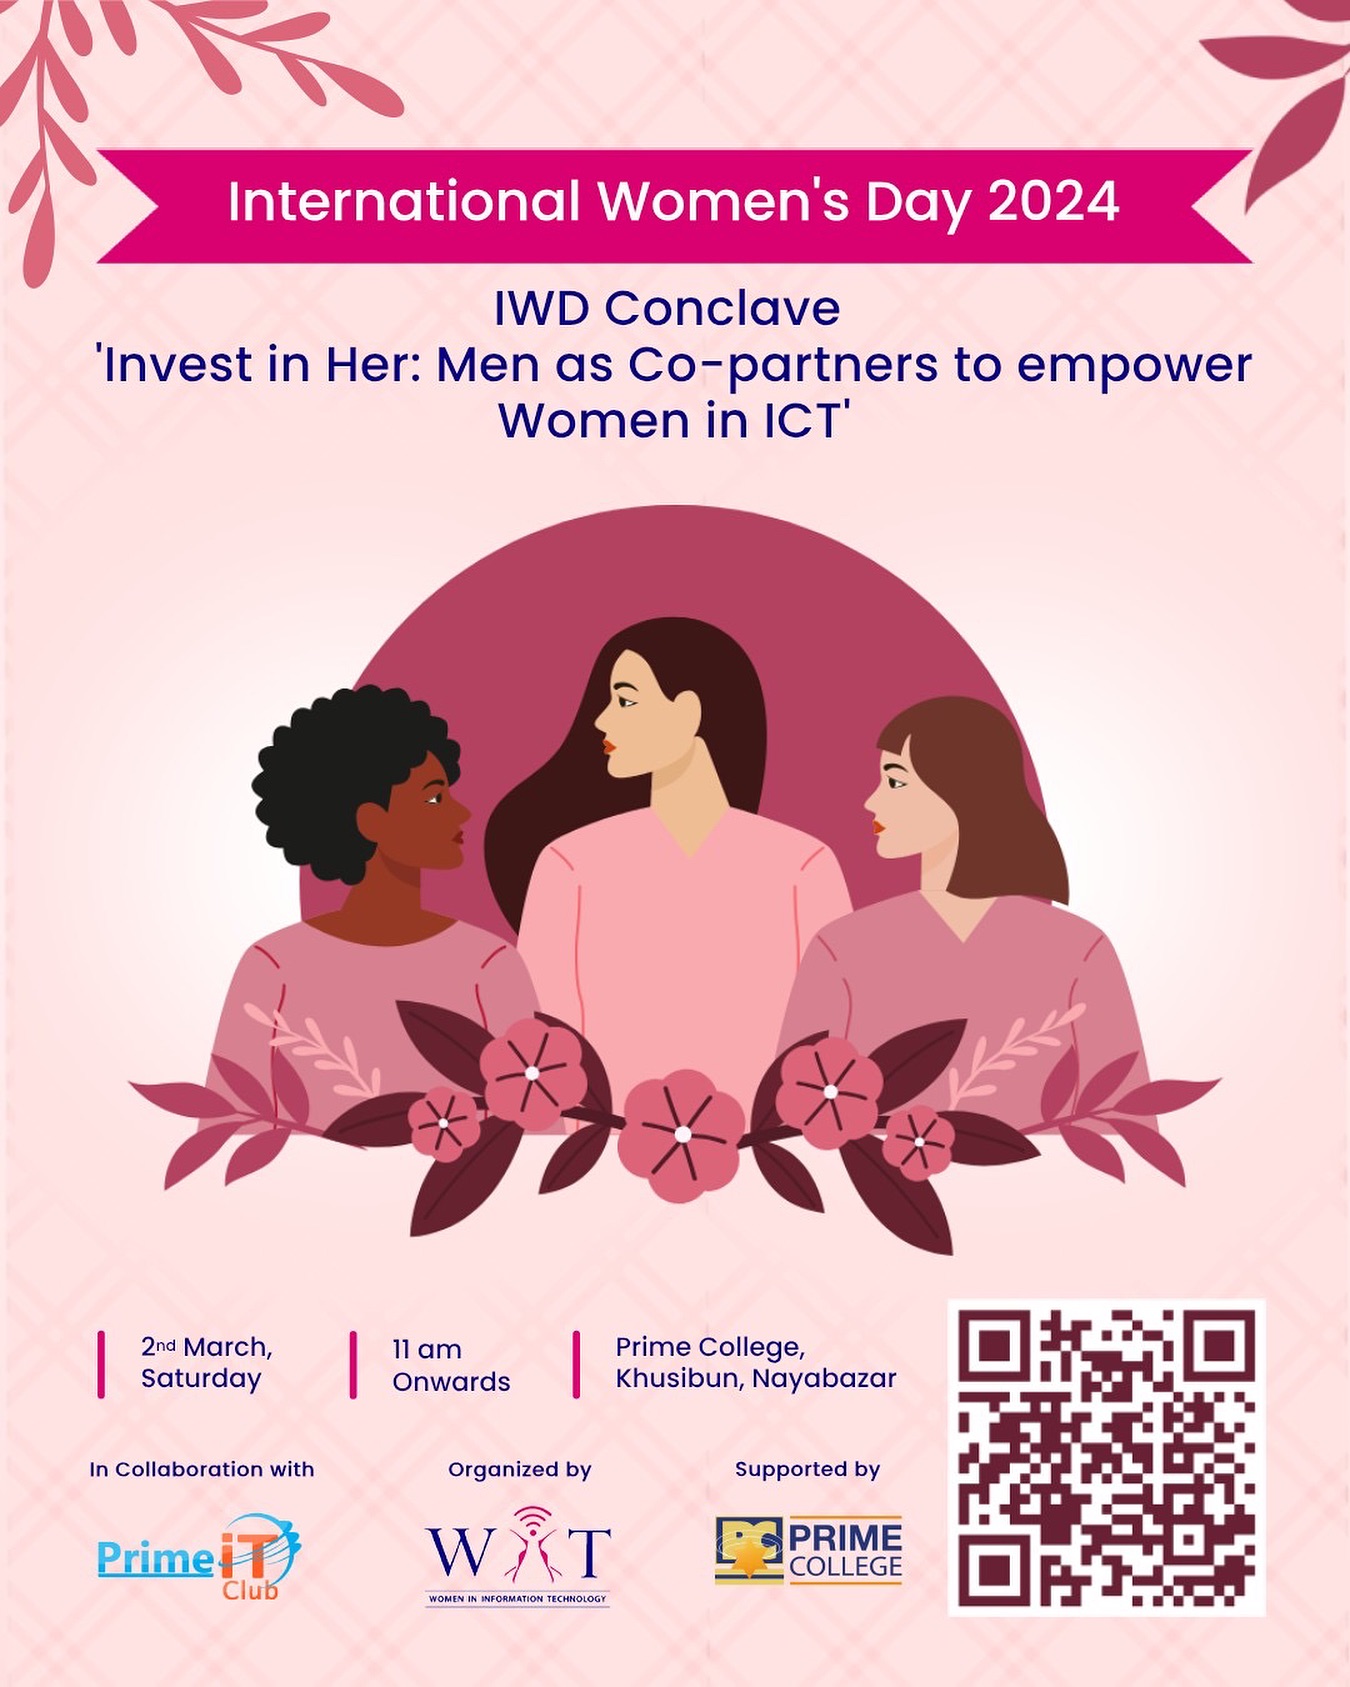 International Women's Day 2024
IWD Conclave
'Invest in Her: Men as Co-partners to empower
Women in ICT'
2nd March,
Saturday
11 am
Onwards
Prime College,
Khusibun, Nayabazar
In Collaboration with
Prime iT
Club
Organized by
W T
WOMEN IN INFORMATION TECHNOLOGY
Supported by
PC
PRIME
COLLEGE